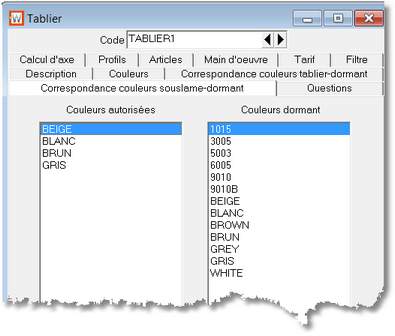 W Tablier
Code TABLIER1
Calcul d'axe Profils Articles Main d'oeuvre Tarif Filtre
Description Couleurs Correspondance couleurs tablier-dormant
Correspondance couleurs souslame-dormant Questions
Couleurs autorisées Couleurs dormant
BEIGE 1015
BLANC 3005
BRUN 5003
GRIS 6005
9010
9010B
BEIGE
BLANC
BROWN
BRUN
GREY
GRIS
WHITE